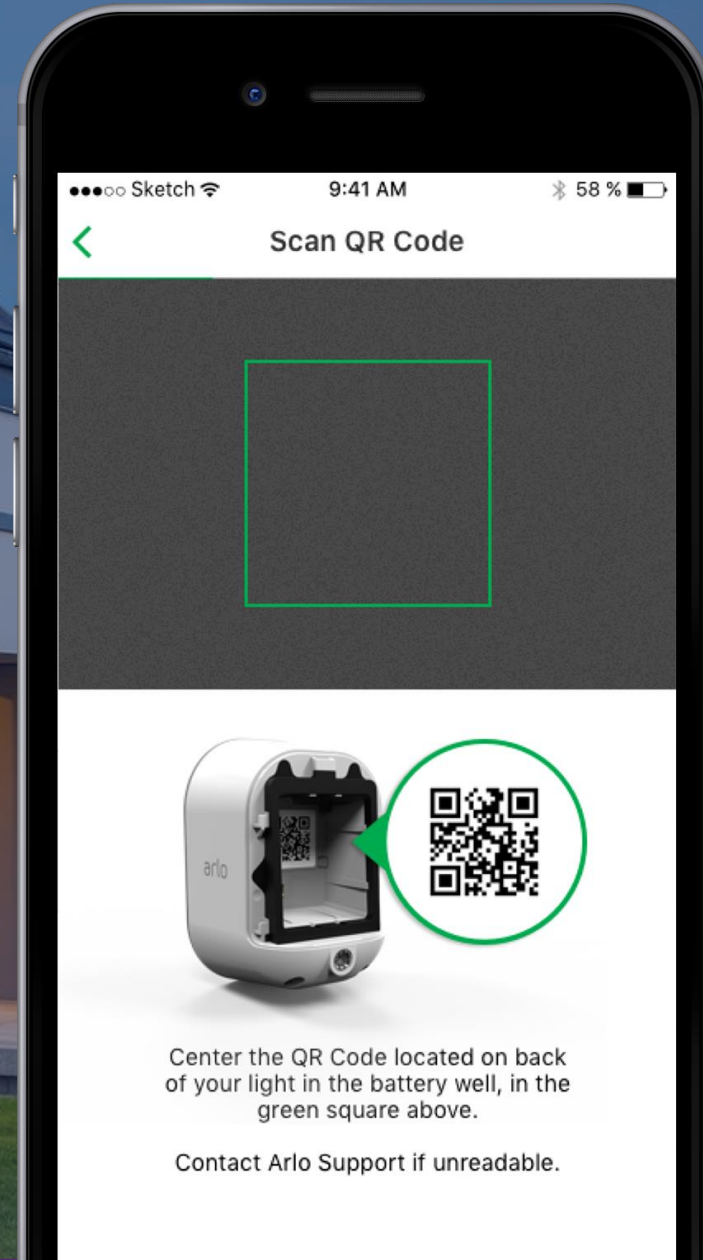 Sketch 9:41 AM 58 %
Scan QR Code
arlo
Center the QR Code located on back
of your light in the battery well, in the
green square above.
Contact Arlo Support if unreadable.